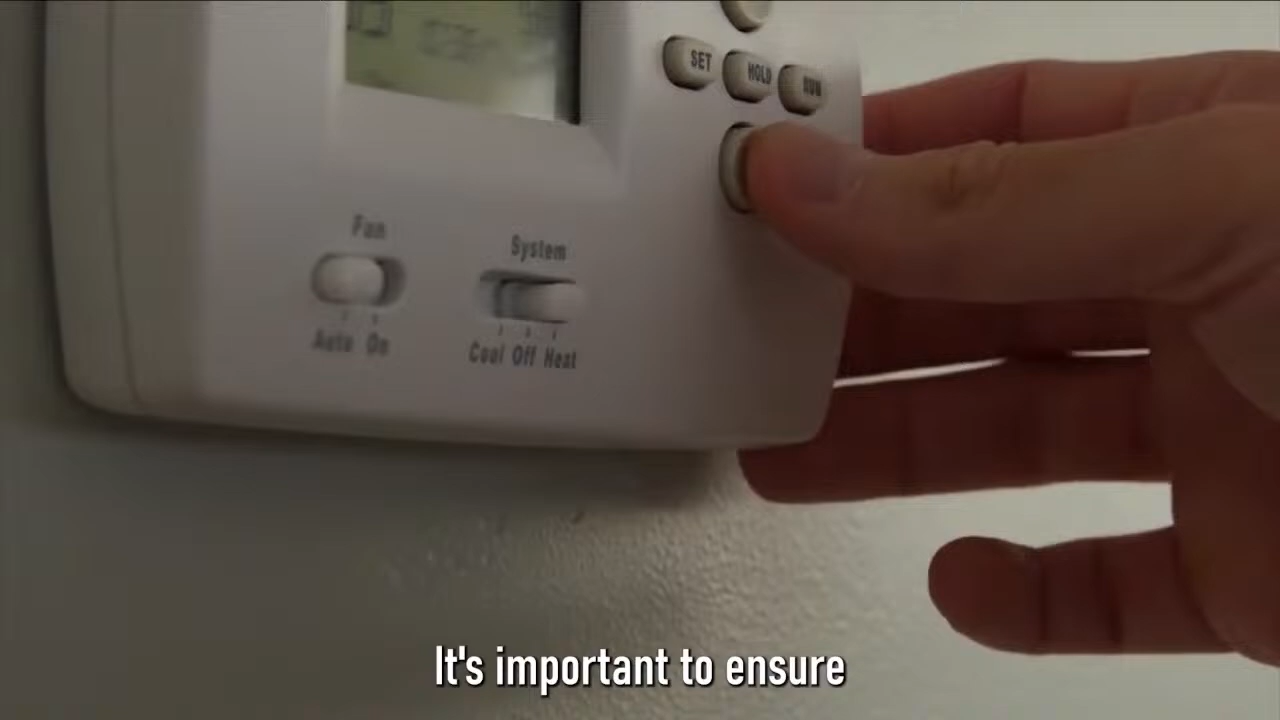 SET
HOLD
RUN
Fan
System
Auto On
Cool Off Heat
It's important to ensure